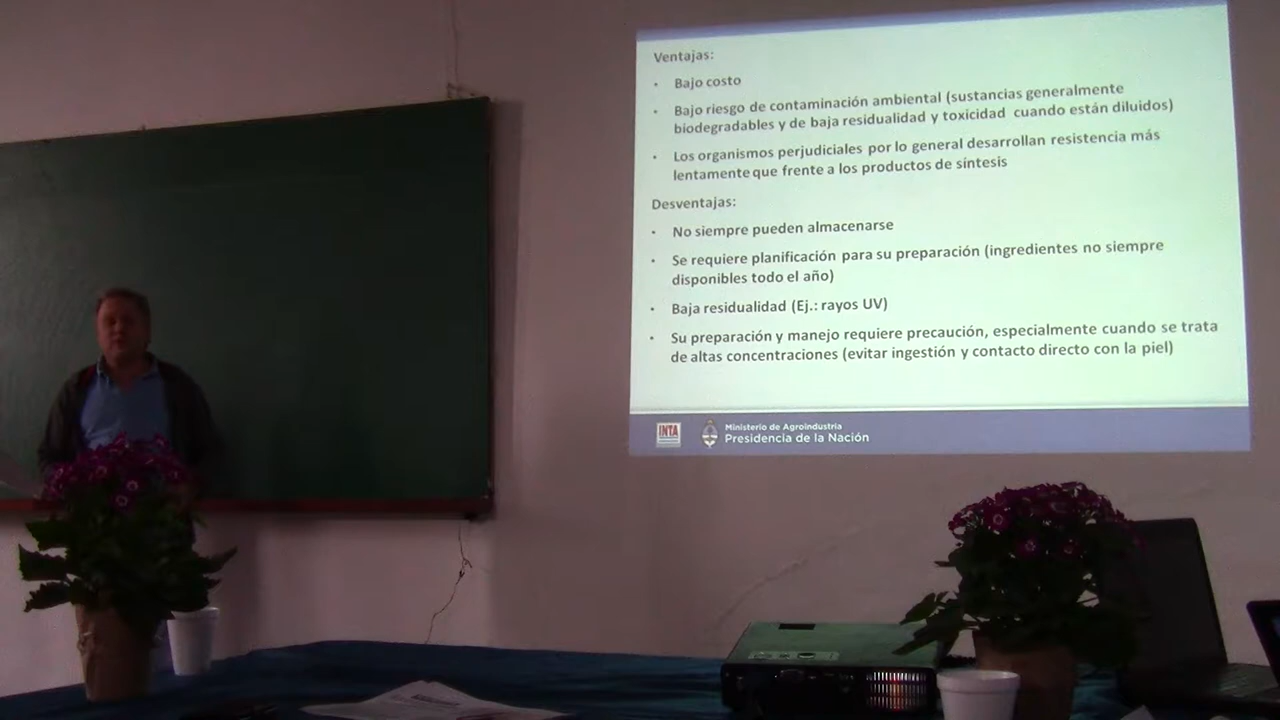 Ventajas:
• Bajo costo
• Bajo riesgo de contaminación ambiental (sustancias generalmente
biodegradables y de baja residualidad y toxicidad cuando están diluidos)
• Los organismos perjudiciales por lo general desarrollan resistencia más
lentamente que frente a los productos de síntesis
Desventajas:
• No siempre pueden almacenarse
• Se requiere planificación para su preparación (ingredientes no siempre
disponibles todo el año)
• Baja residualidad (Ej.: rayos UV)
• Su preparación y manejo requiere precaución, especialmente cuando se trata
de altas concentraciones (evitar ingestión y contacto directo con la piel)
INTA
Ministerio de Agroindustria
Presidencia de la Nación